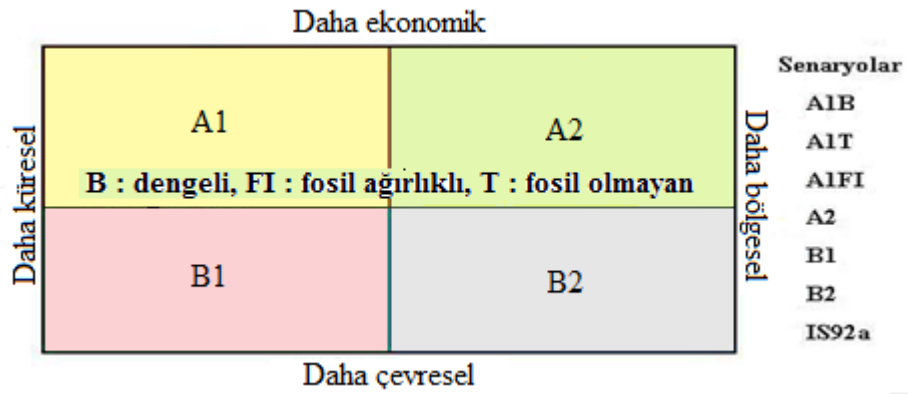 Daha ekonomik
Daha küresel
A1
A2
B : dengeli, FI : fosil ağırlıklı, T : fosil olmayan
B1
B2
Daha bölgesel
Daha çevresel
Senaryolar
A1B
A1T
A1FI
A2
B1
B2
IS92a